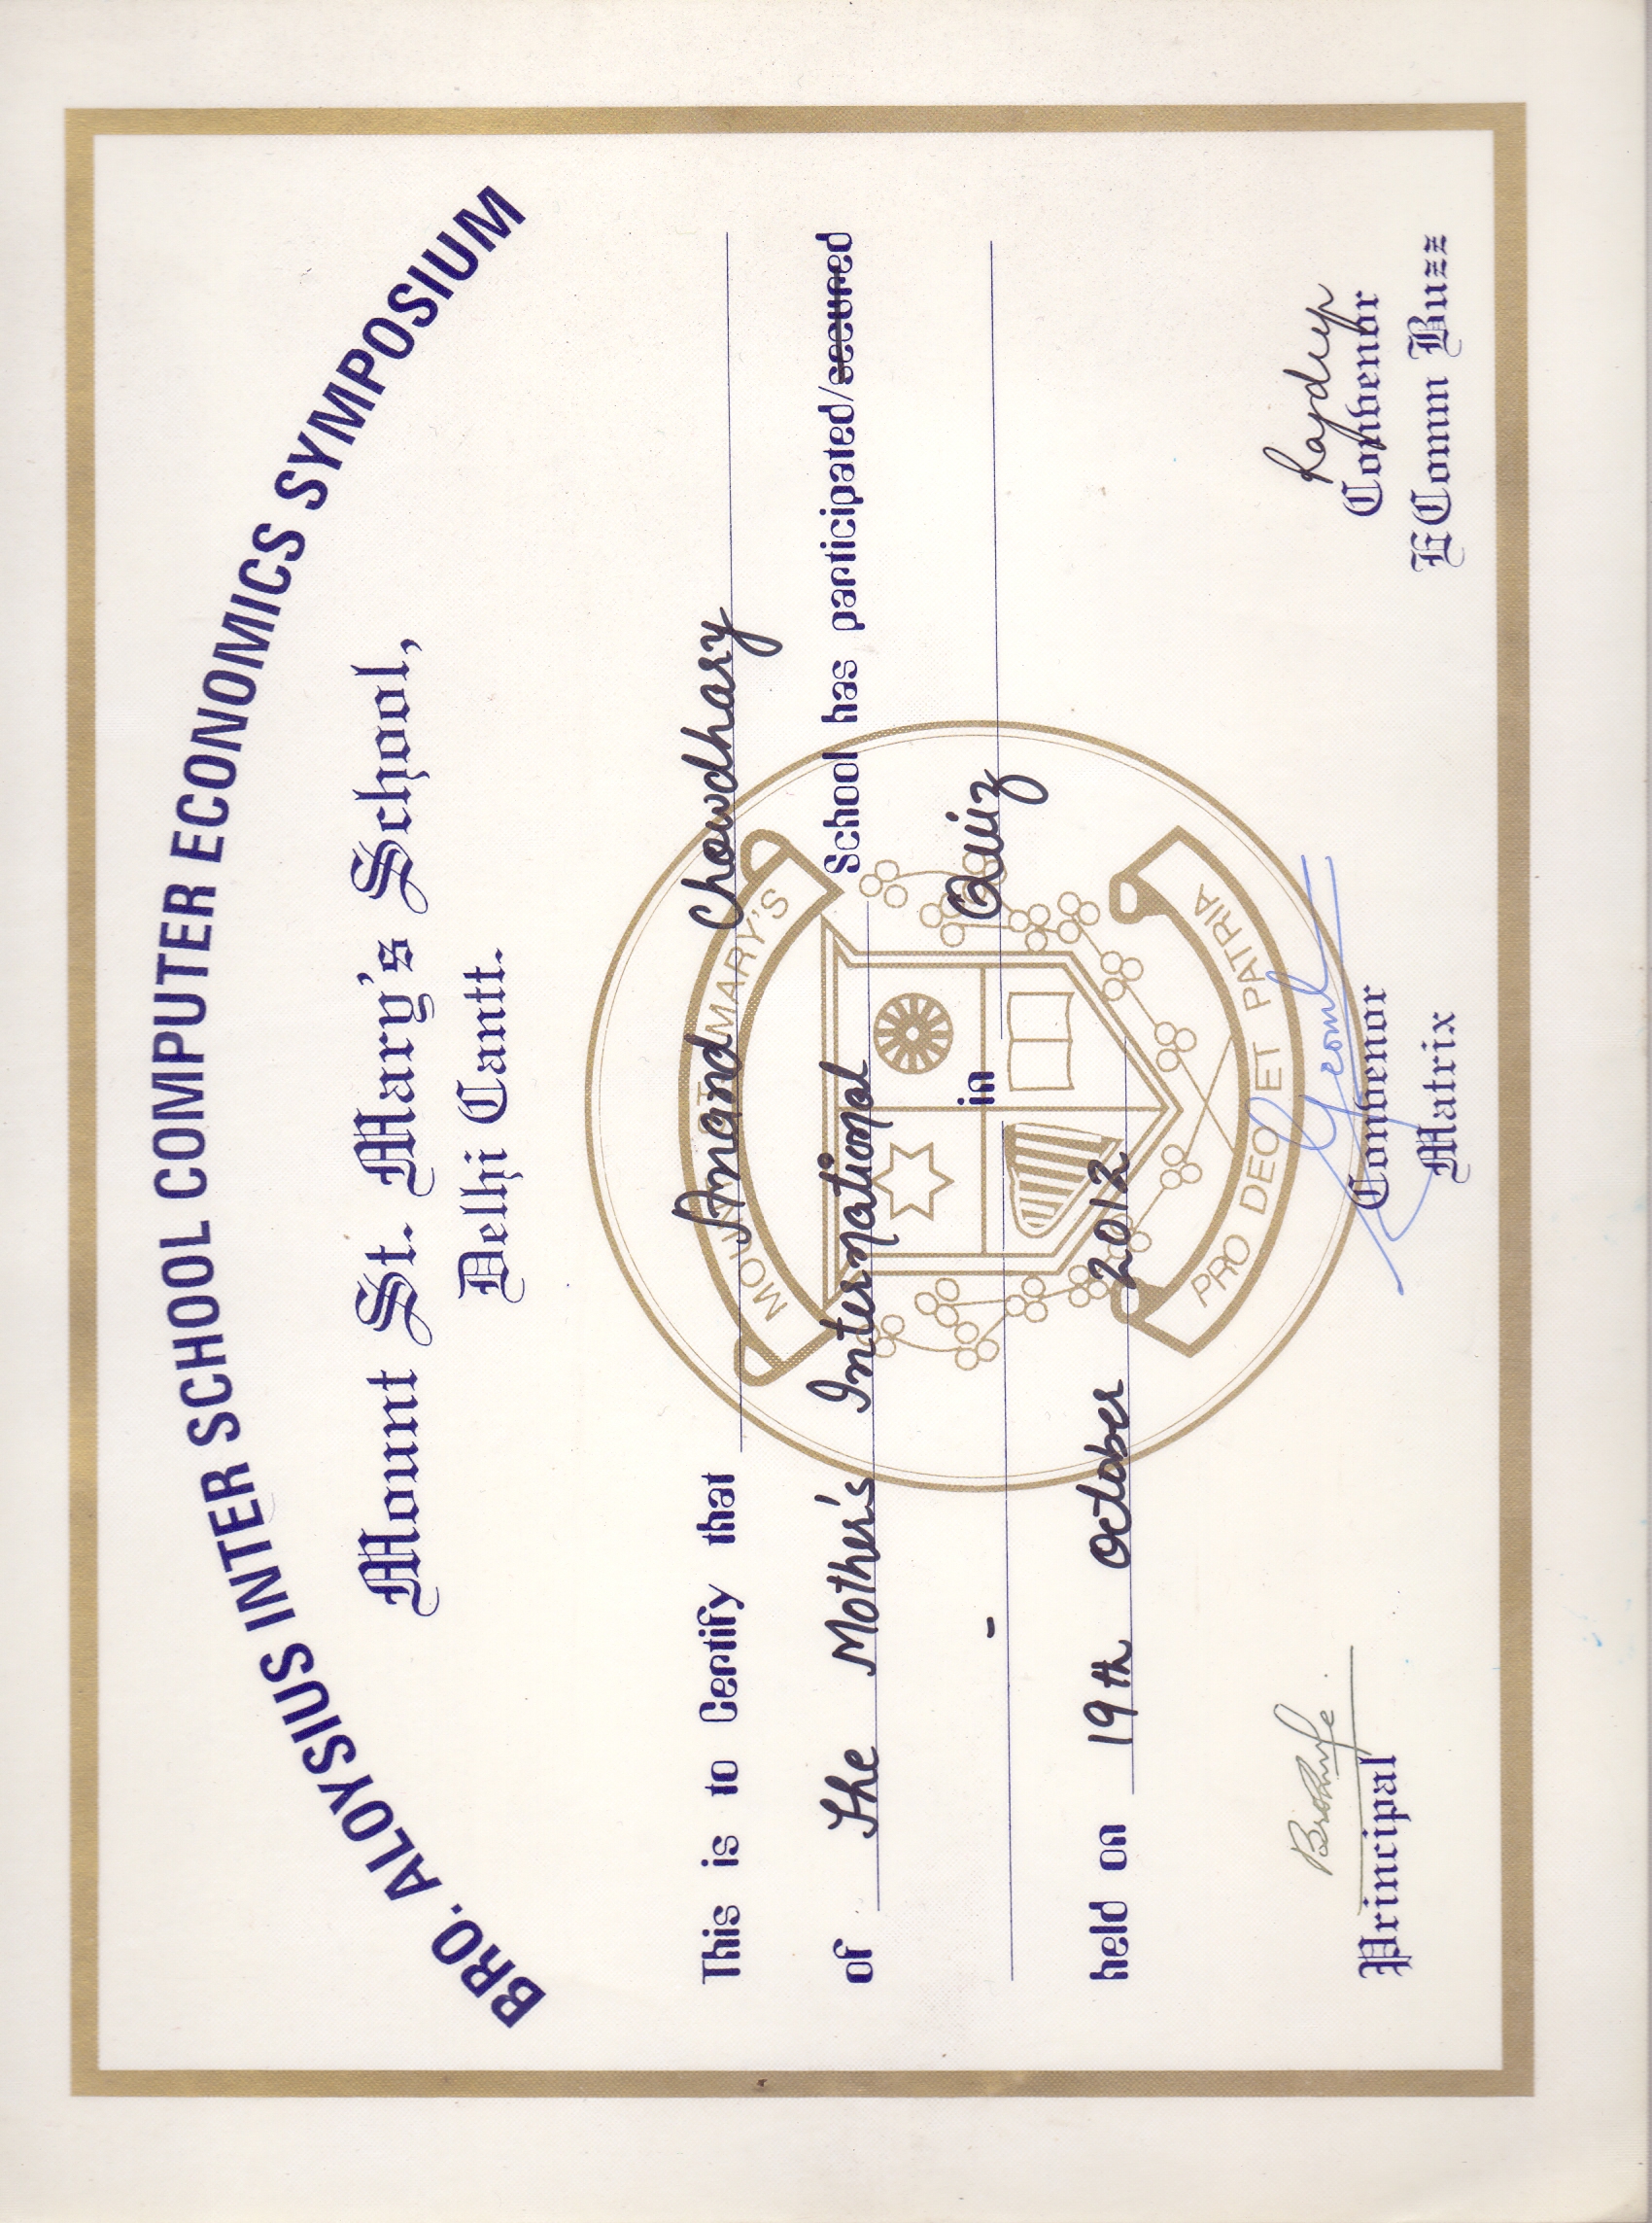 BRO. ALOYSIUS INTER SCHOOL COMPUTER ECONOMICS SYMPOSIUM
Mount St. Mary's School,
Delhi Cantt.
This is to Certify that Anand Chowdhary
MOUNT ST. MARY'S
of The Mother's International School has participated/secured
- in Quiz
held on 19th October 2012
PRO DEO ET PATRIA
Rajdeep
Principal Convenor Convenor
Matrix EComm Buzz